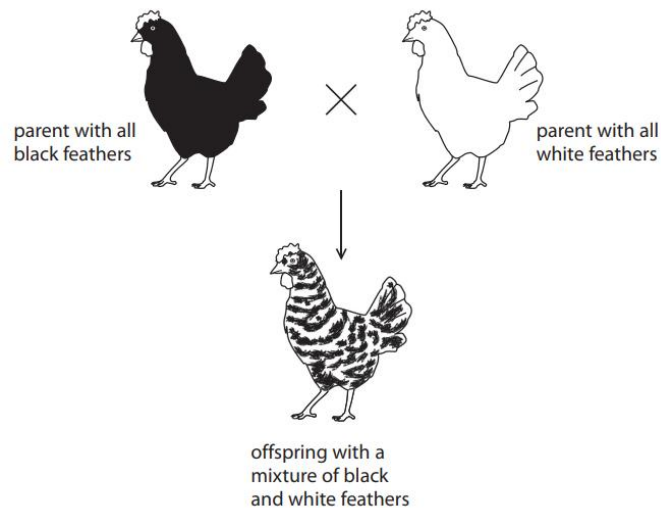 parent with all
black feathers
parent with all
white feathers
offspring with a
mixture of black
and white feathers